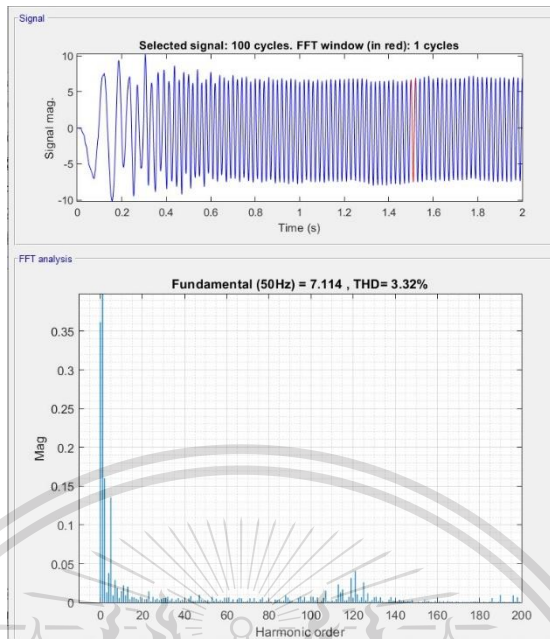 Signal
Selected signal: 100 cycles. FFT window (in red): 1 cycles
10
5
0
-5
-10
Signal mag.
0 0.2 0.4 0.6 0.8 1 1.2 1.4 1.6 1.8 2
Time (s)
FFT analysis
Fundamental (50Hz) = 7.114 , THD= 3.32%
0.35
0.3
0.25
0.2
0.15
0.1
0.05
0
Mag
0 20 40 60 80 100 120 140 160 180 200
Harmonic order